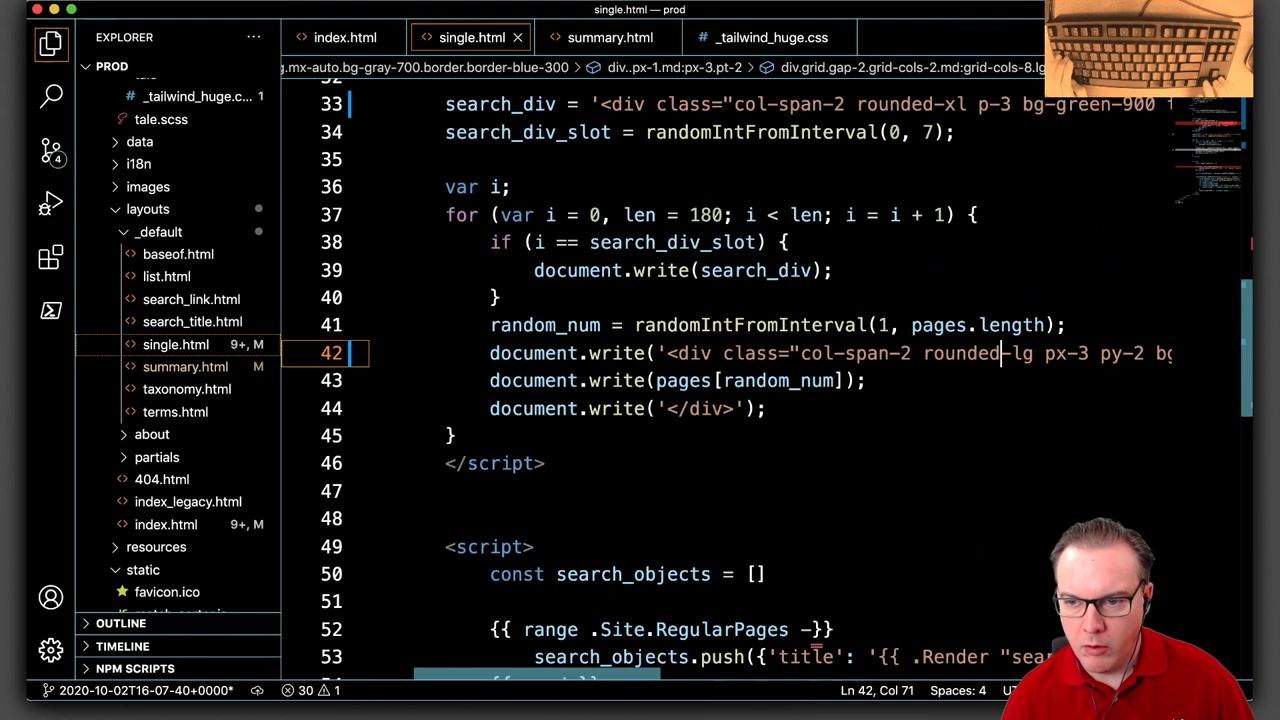 single.html — prod
EXPLORER
index.html
single.html
summary.html
_tailwind_huge.css
PROD
g.mx-auto.bg-gray-700.border.border-blue-300 > div..px-1.md:px-3.pt-2 > div.grid.gap-2.grid-cols-2.md:grid-cols-8.lg
_tailwind_huge.c... 1
tale.scss
data
i18n
images
layouts
_default
baseof.html
list.html
search_link.html
search_title.html
single.html 9+, M
summary.html M
taxonomy.html
terms.html
about
partials
404.html
index_legacy.html
index.html 9+, M
resources
static
favicon.ico
OUTLINE
TIMELINE
NPM SCRIPTS
4
33 search_div = '<div class="col-span-2 rounded-xl p-3 bg-green-900
34 search_div_slot = randomIntFromInterval(0, 7);
35
36 var i;
37 for (var i = 0, len = 180; i < len; i = i + 1) {
38 if (i == search_div_slot) {
39 document.write(search_div);
40 }
41 random_num = randomIntFromInterval(1, pages.length);
42 document.write('<div class="col-span-2 rounded-lg px-3 py-2 bg
43 document.write(pages[random_num]);
44 document.write('</div>');
45 }
46 </script>
47
48
49 <script>
50 const search_objects = []
51
52 {{ range .Site.RegularPages -}}
53 search_objects.push({'title': '{{ .Render "sear
2020-10-02T16-07-40+0000*
30
1
Ln 42, Col 71
Spaces: 4